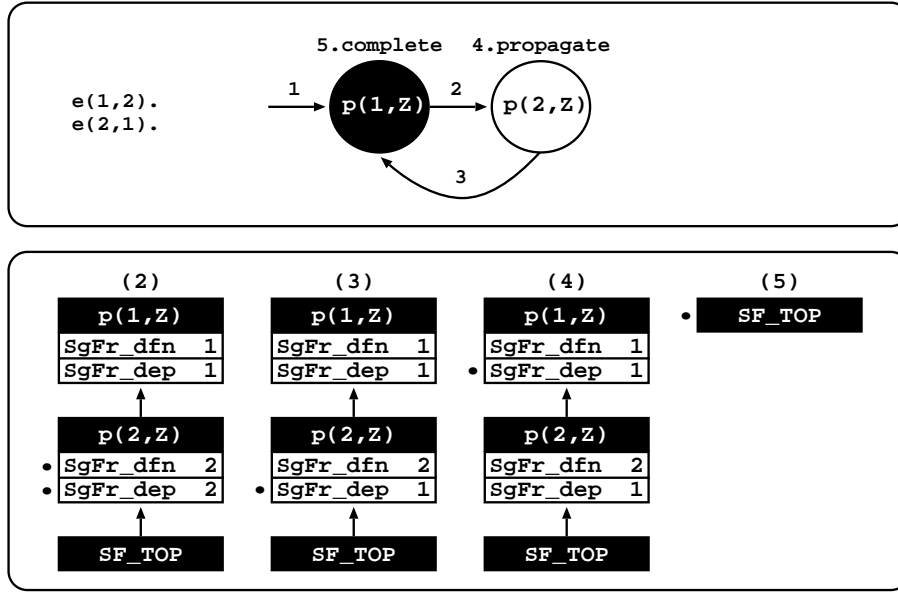 5.complete 4.propagate
1 2
e(1,2). p(1,Z) p(2,Z)
e(2,1).
3
(2) (3) (4) (5)
p(1,Z) p(1,Z) p(1,Z) SF_TOP
SgFr_dfn 1 SgFr_dfn 1 SgFr_dfn 1
SgFr_dep 1 SgFr_dep 1 SgFr_dep 1
p(2,Z) p(2,Z) p(2,Z)
SgFr_dfn 2 SgFr_dfn 2 SgFr_dfn 2
SgFr_dep 2 SgFr_dep 1 SgFr_dep 1
SF_TOP SF_TOP SF_TOP